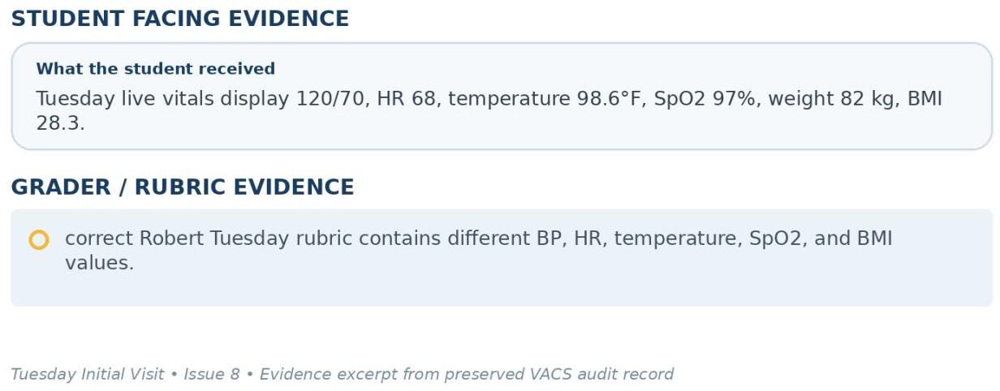 STUDENT FACING EVIDENCE
What the student received
Tuesday live vitals display 120/70, HR 68, temperature 98.6°F, SpO2 97%, weight 82 kg, BMI
28.3.
GRADER / RUBRIC EVIDENCE
correct Robert Tuesday rubric contains different BP, HR, temperature, SpO2, and BMI
values.
Tuesday Initial Visit • Issue 8 • Evidence excerpt from preserved VACS audit record